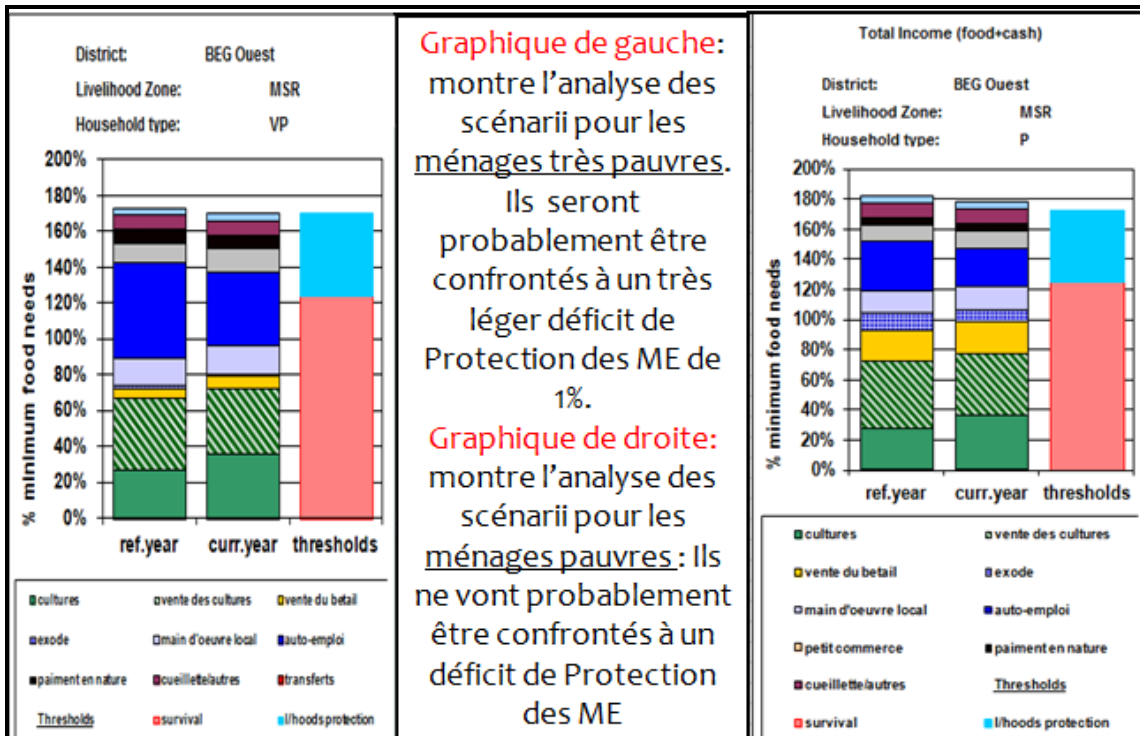 District: BEG Ouest
Livelihood Zone: MSR
Household type: VP
200%
180%
160%
140%
120%
100%
80%
60%
40%
20%
0%
% minimum food needs
ref.year curr.year thresholds
cultures vente des cultures vente du betail
exode main d'oeuvre local auto-emploi
paiment en nature cueillette/autres transferts
Thresholds survival l/hoods protection
Graphique de gauche:
montre l'analyse des
scénarii pour les
ménages très pauvres.
Ils seront
probablement être
confrontés à un très
léger déficit de
Protection des ME de
1%.
Graphique de droite:
montre l'analyse des
scénarii pour les
ménages pauvres : Ils
ne vont probablement
être confrontés à un
déficit de Protection
des ME
Total Income (food+cash)
District: BEG Ouest
Livelihood Zone: MSR
Household type: P
200%
180%
160%
140%
120%
100%
80%
60%
40%
20%
0%
% minimum food needs
ref.year curr.year thresholds
cultures vente des cultures
vente du betail exode
main d'oeuvre local auto-emploi
petit commerce paiment en nature
cueillette/autres Thresholds
survival l/hoods protection